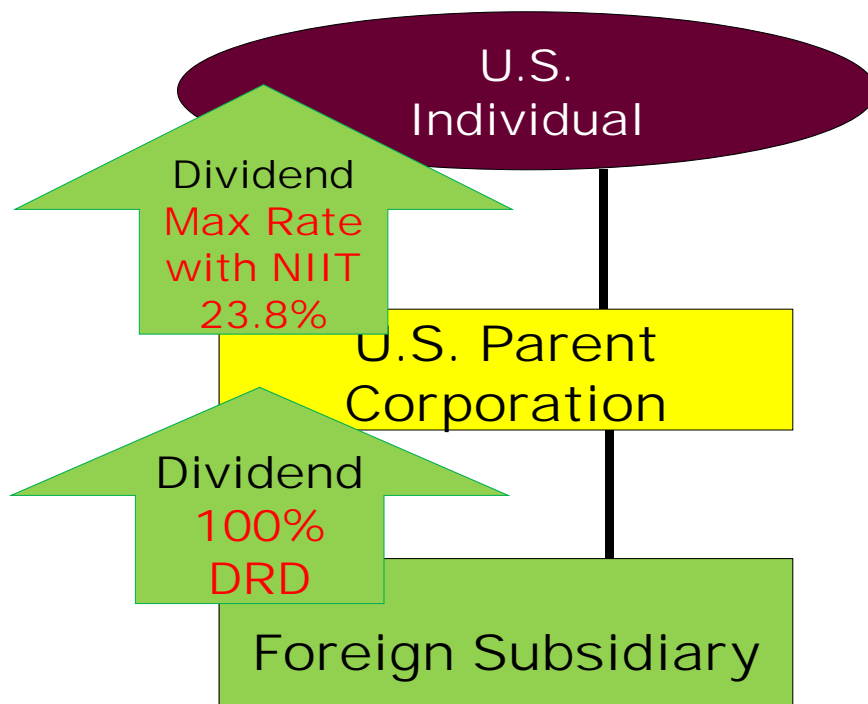 U.S.
Individual
Dividend
Max Rate
with NIIT
23.8%
U.S. Parent
Corporation
Dividend
100%
DRD
Foreign Subsidiary